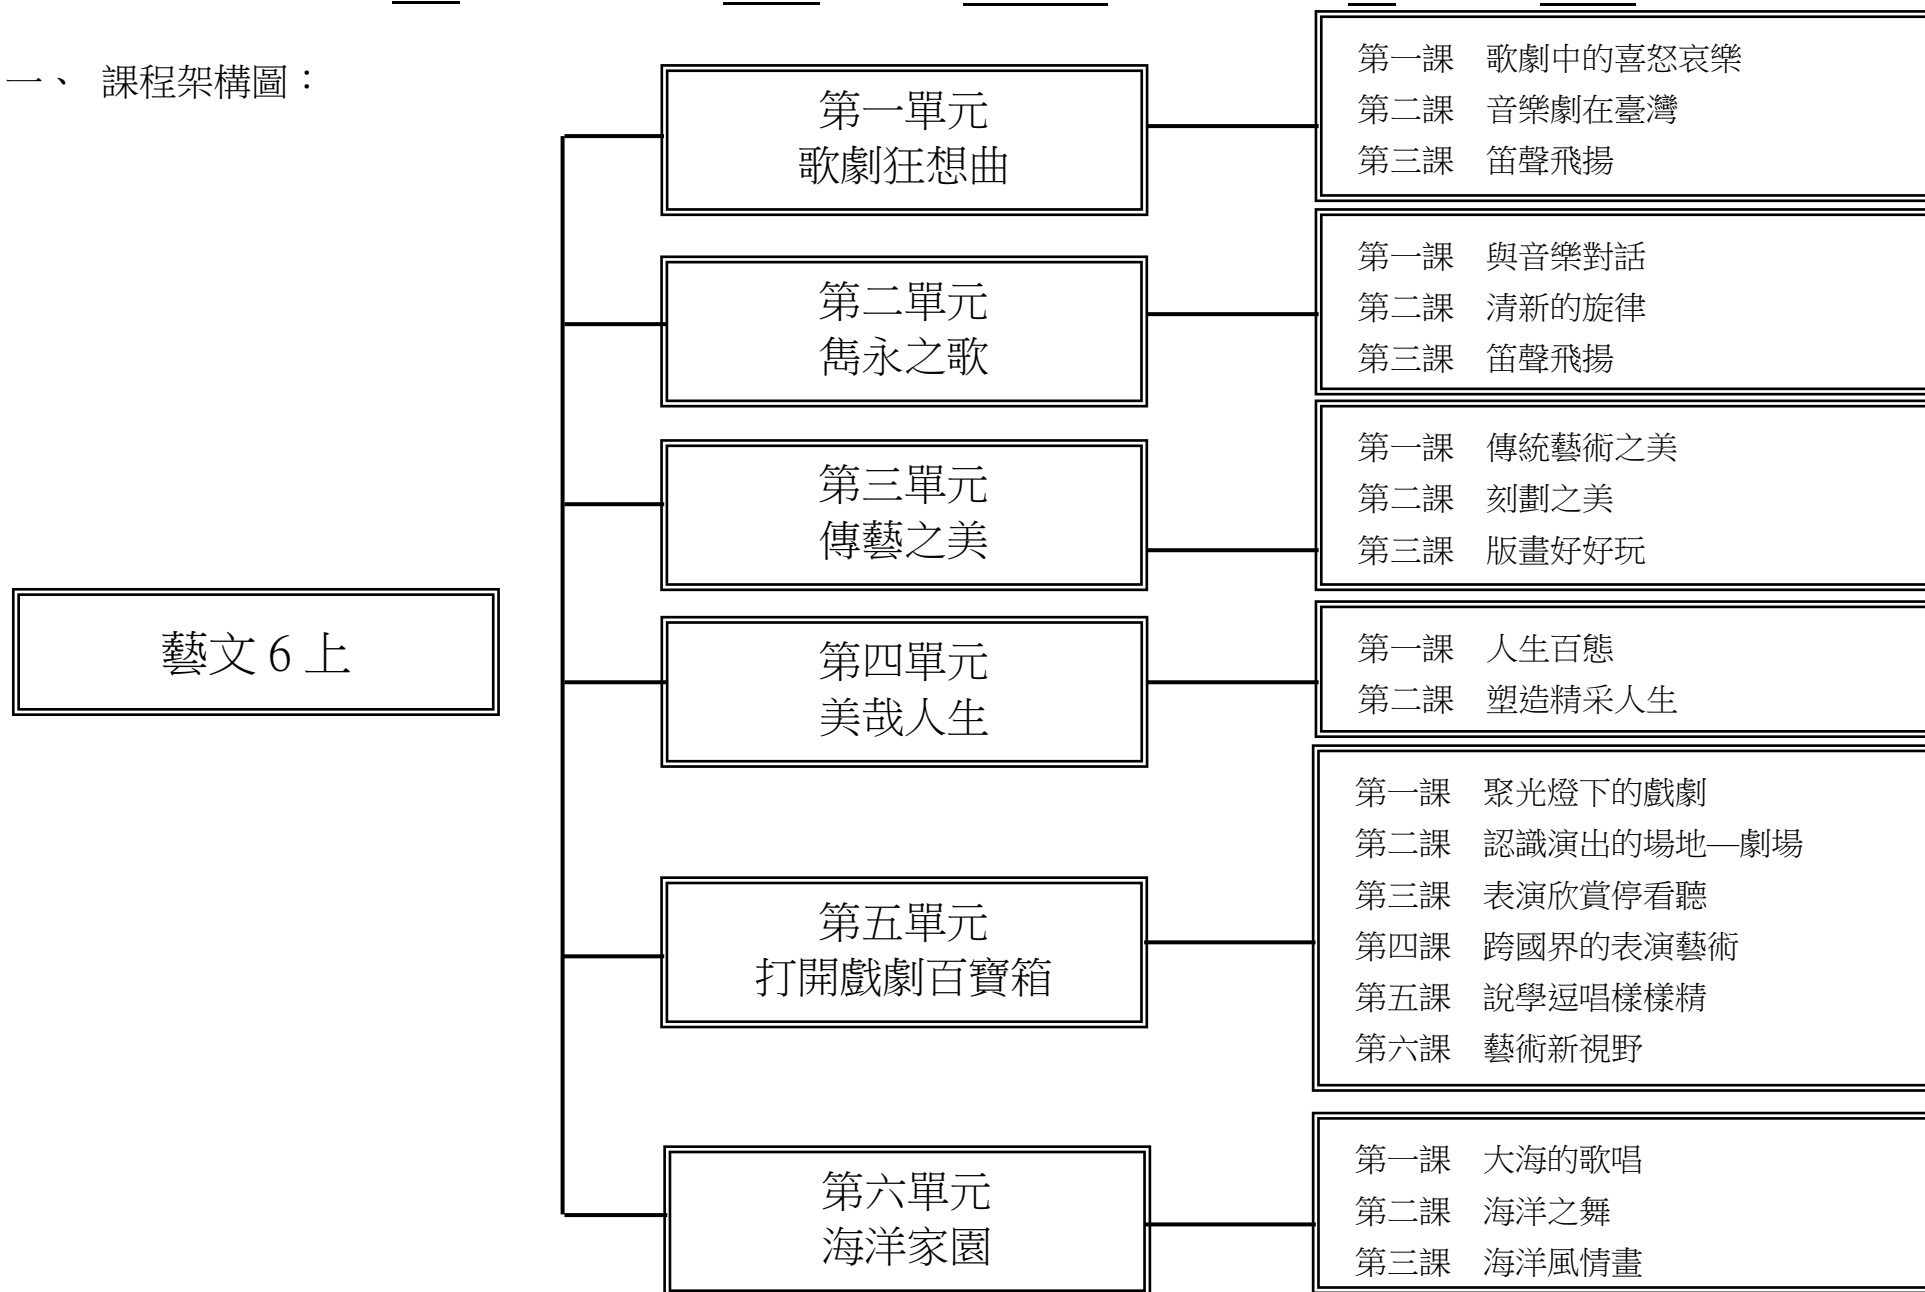 一、 課程架構圖：
藝文 6 上
第一單元
歌劇狂想曲
第一課 歌劇中的喜怒哀樂
第二課 音樂劇在臺灣
第三課 笛聲飛揚
第二單元
雋永之歌
第一課 與音樂對話
第二課 清新的旋律
第三課 笛聲飛揚
第三單元
傳藝之美
第一課 傳統藝術之美
第二課 刻劃之美
第三課 版畫好好玩
第四單元
美哉人生
第一課 人生百態
第二課 塑造精采人生
第五單元
打開戲劇百寶箱
第一課 聚光燈下的戲劇
第二課 認識演出的場地—劇場
第三課 表演欣賞停看聽
第四課 跨國界的表演藝術
第五課 說學逗唱樣樣精
第六課 藝術新視野
第六單元
海洋家園
第一課 大海的歌唱
第二課 海洋之舞
第三課 海洋風情畫